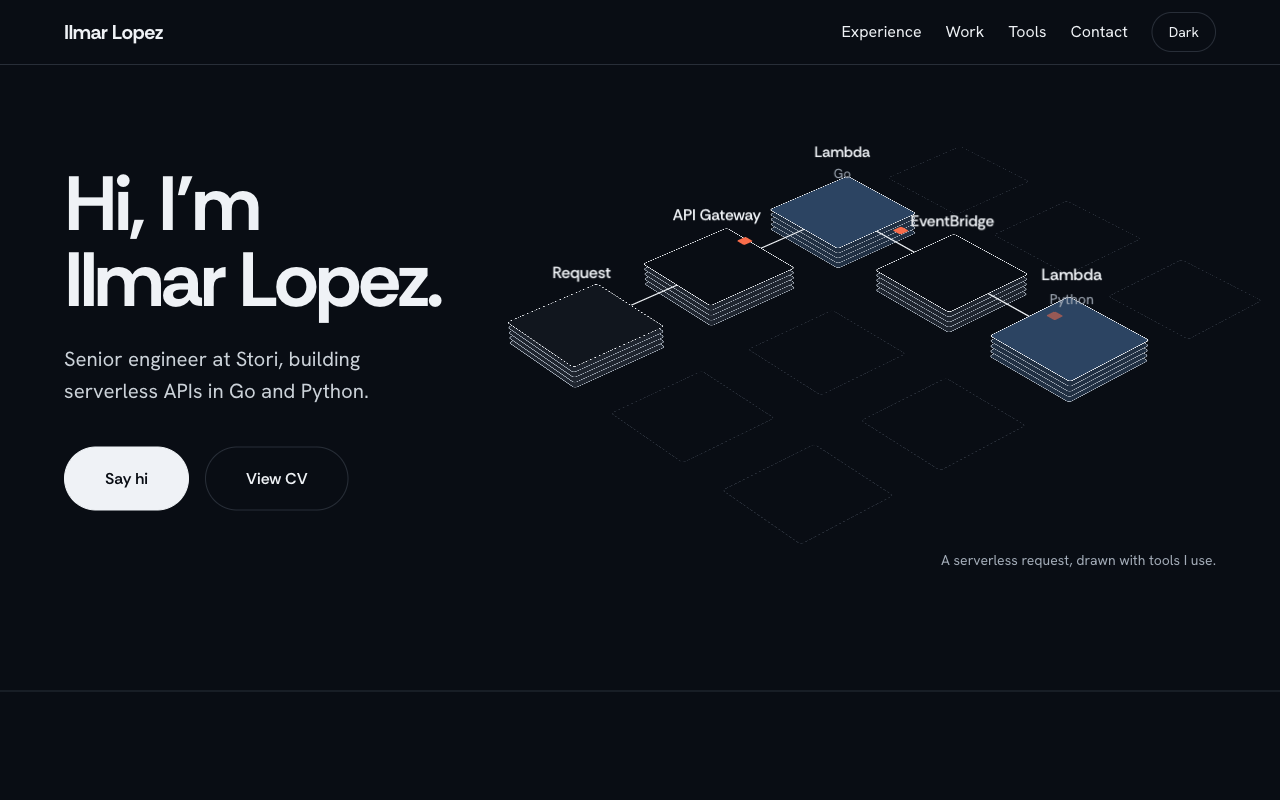 Ilmar Lopez
Experience
Work
Tools
Contact
Dark
Hi, I’m
Ilmar Lopez.
Senior engineer at Stori, building
serverless APIs in Go and Python.
Say hi
View CV
Request
API Gateway
Lambda
Go
EventBridge
Lambda
Python
A serverless request, drawn with tools I use.